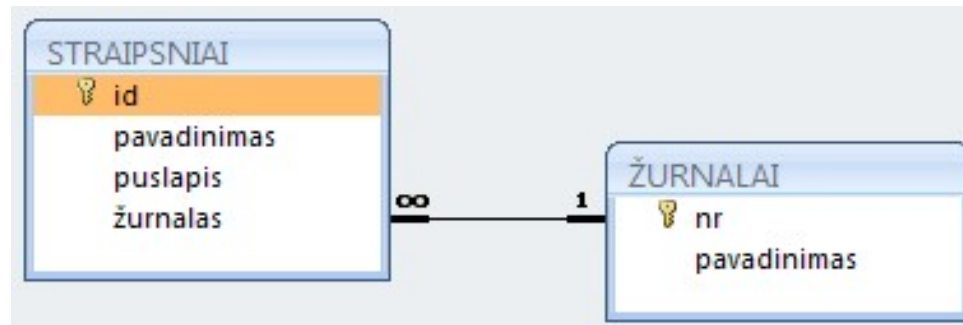 STRAIPSNIAI
id
pavadinimas
puslapis
žurnalas
∞
1
ŽURNALAI
nr
pavadinimas